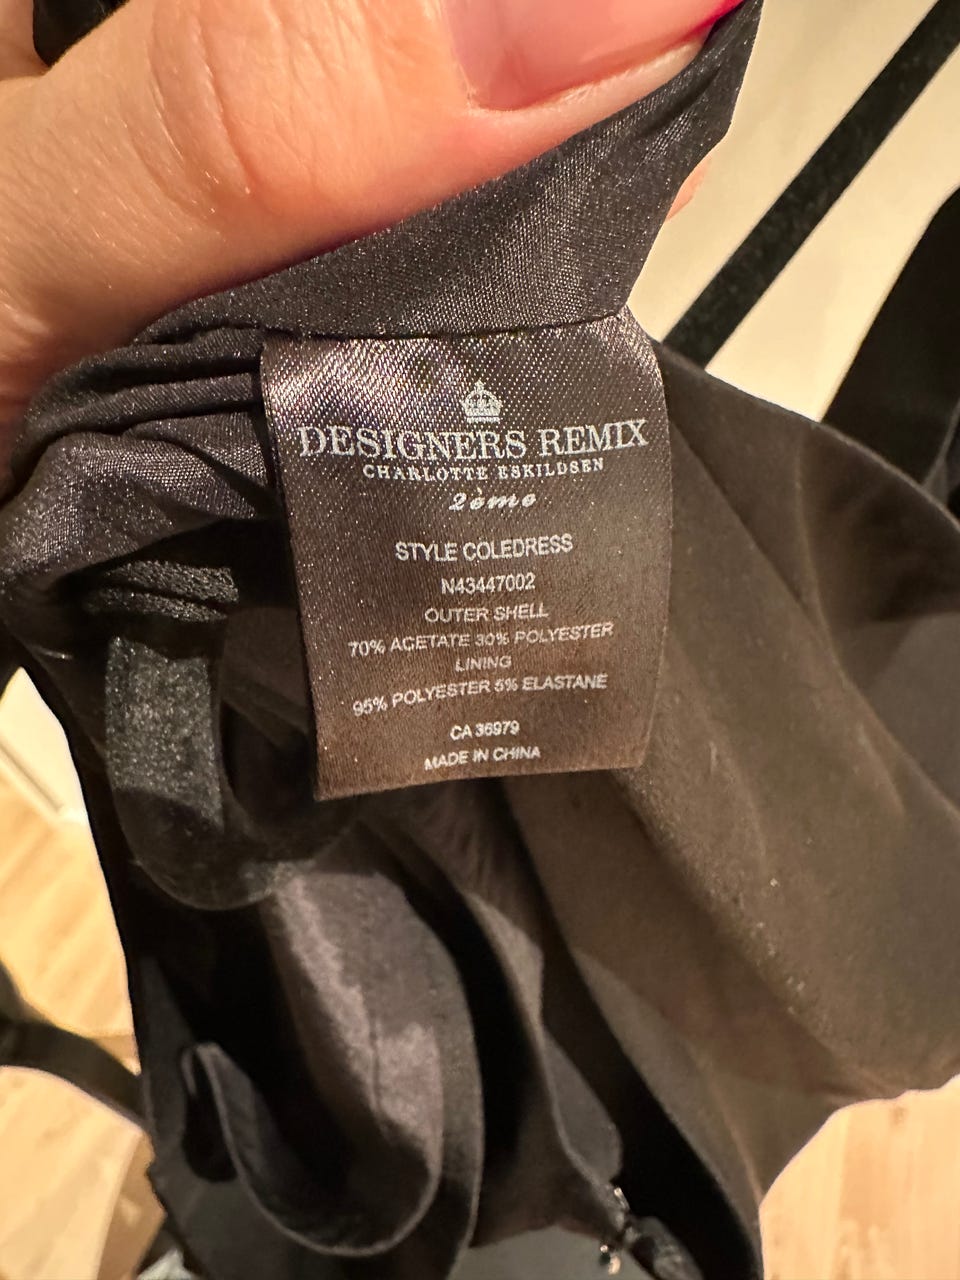 DESIGNERS REMIX
CHARLOTTE ESKILDSEN
2ème
STYLE COLEDRESS
N43447002
OUTER SHELL
70% ACETATE 30% POLYESTER
LINING
95% POLYESTER 5% ELASTANE
CA 36979
MADE IN CHINA